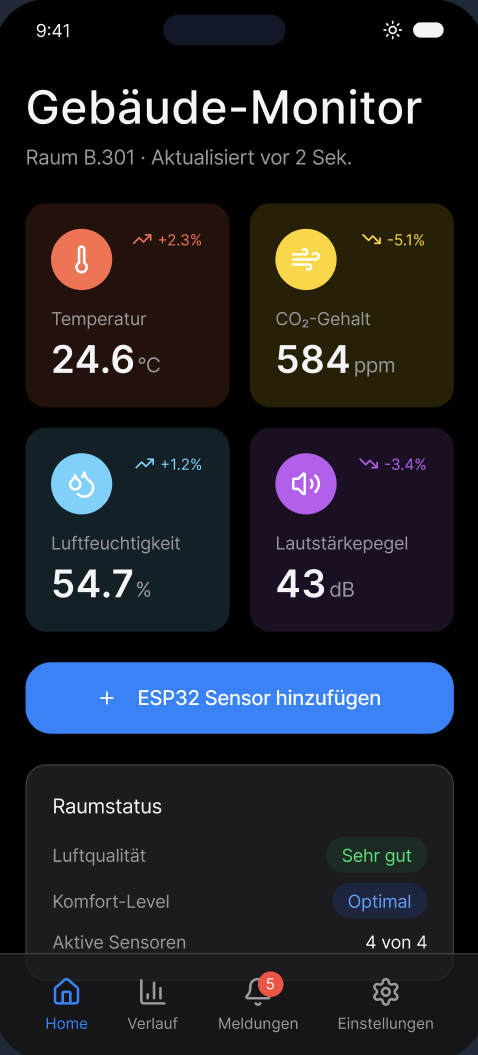 9:41
Gebäude-Monitor
Raum B.301 · Aktualisiert vor 2 Sek.
+2.3%
Temperatur
24.6 °C
-5.1%
CO₂-Gehalt
584 ppm
+1.2%
Luftfeuchtigkeit
54.7 %
-3.4%
Lautstärkepegel
43 dB
+ ESP32 Sensor hinzufügen
Raumstatus
Luftqualität Sehr gut
Komfort-Level Optimal
Aktive Sensoren 4 von 4
5
Home Verlauf Meldungen Einstellungen